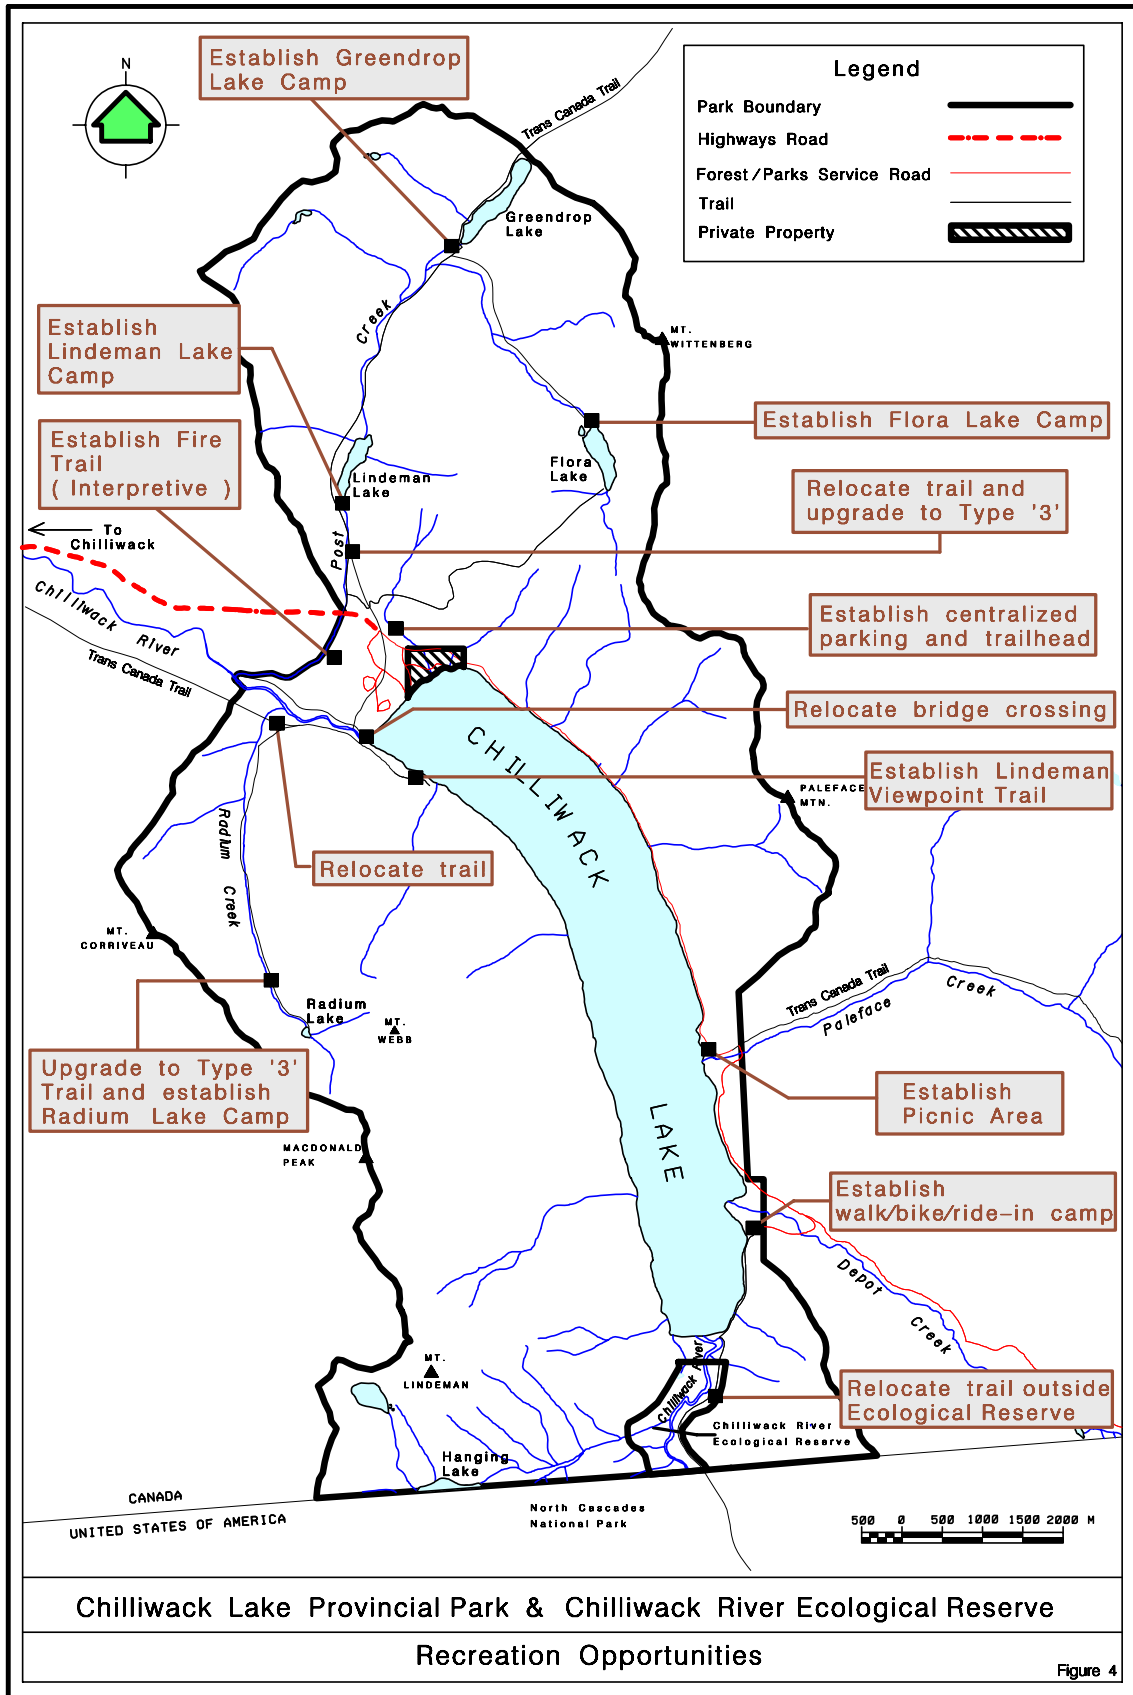 Establish Greendrop
Lake Camp
N
Trans Canada Trail
Legend
Park Boundary
Highways Road
Forest/Parks Service Road
Trail
Private Property
Greendrop
Lake
Creek
Establish
Lindeman Lake
Camp
MT.
WITTENBERG
Establish Flora Lake Camp
Establish Fire
Trail
( Interpretive )
Lindeman
Lake
Flora
Lake
Relocate trail and
upgrade to Type '3'
To
Chilliwack
Post
Chilliwack River
Trans Canada Trail
Establish centralized
parking and trailhead
Relocate bridge crossing
CHILLIWACK
LAKE
Establish Lindeman
Viewpoint Trail
PALEFACE
MTN.
Radium
Creek
Relocate trail
MT.
CORRIVEAU
Trans Canada Trail
Paleface
Creek
Radium
Lake
MT.
WEBB
Upgrade to Type '3'
Trail and establish
Radium Lake Camp
Establish
Picnic Area
MACDONALD
PEAK
Establish
walk/bike/ride-in camp
Depot
Creek
MT.
LINDEMAN
Chilliwack River
Relocate trail outside
Ecological Reserve
Chilliwack River
Ecological Reserve
Hanging
Lake
CANADA
UNITED STATES OF AMERICA
North Cascades
National Park
500 0 500 1000 1500 2000 M
Chilliwack Lake Provincial Park & Chilliwack River Ecological Reserve
Recreation Opportunities
Figure 4